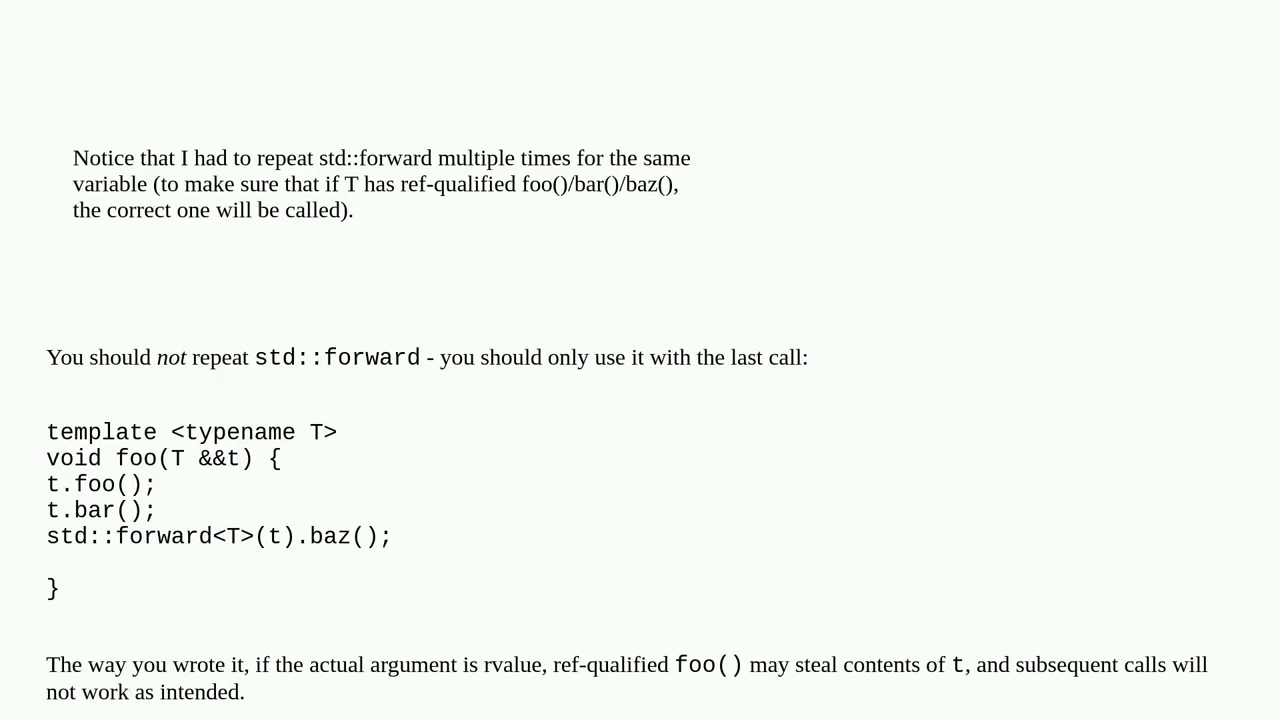 Notice that I had to repeat std::forward multiple times for the same
variable (to make sure that if T has ref-qualified foo()/bar()/baz(),
the correct one will be called).
You should not repeat std::forward - you should only use it with the last call:
template <typename T>
void foo(T &&t) {
t.foo();
t.bar();
std::forward<T>(t).baz();
}
The way you wrote it, if the actual argument is rvalue, ref-qualified foo() may steal contents of t, and subsequent calls will
not work as intended.